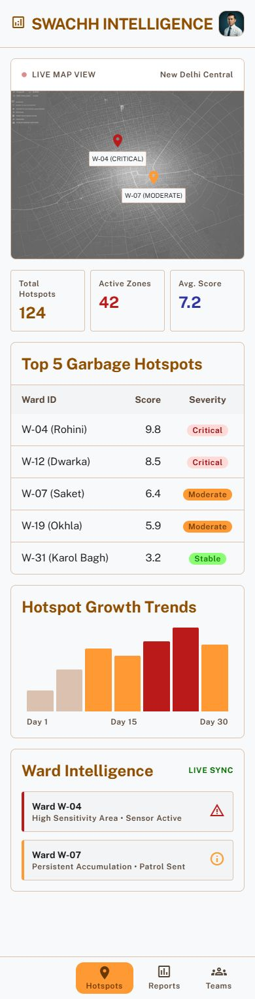 SWACHH INTELLIGENCE
LIVE MAP VIEW New Delhi Central
W-04 (CRITICAL)
W-07 (MODERATE)
Total Hotspots
124
Active Zones
42
Avg. Score
7.2
Top 5 Garbage Hotspots
Ward ID Score Severity
W-04 (Rohini) 9.8 Critical
W-12 (Dwarka) 8.5 Critical
W-07 (Saket) 6.4 Moderate
W-19 (Okhla) 5.9 Moderate
W-31 (Karol Bagh) 3.2 Stable
Hotspot Growth Trends
Day 1 Day 15 Day 30
Ward Intelligence LIVE SYNC
Ward W-04
High Sensitivity Area • Sensor Active
Ward W-07
Persistent Accumulation • Patrol Sent
Hotspots Reports Teams